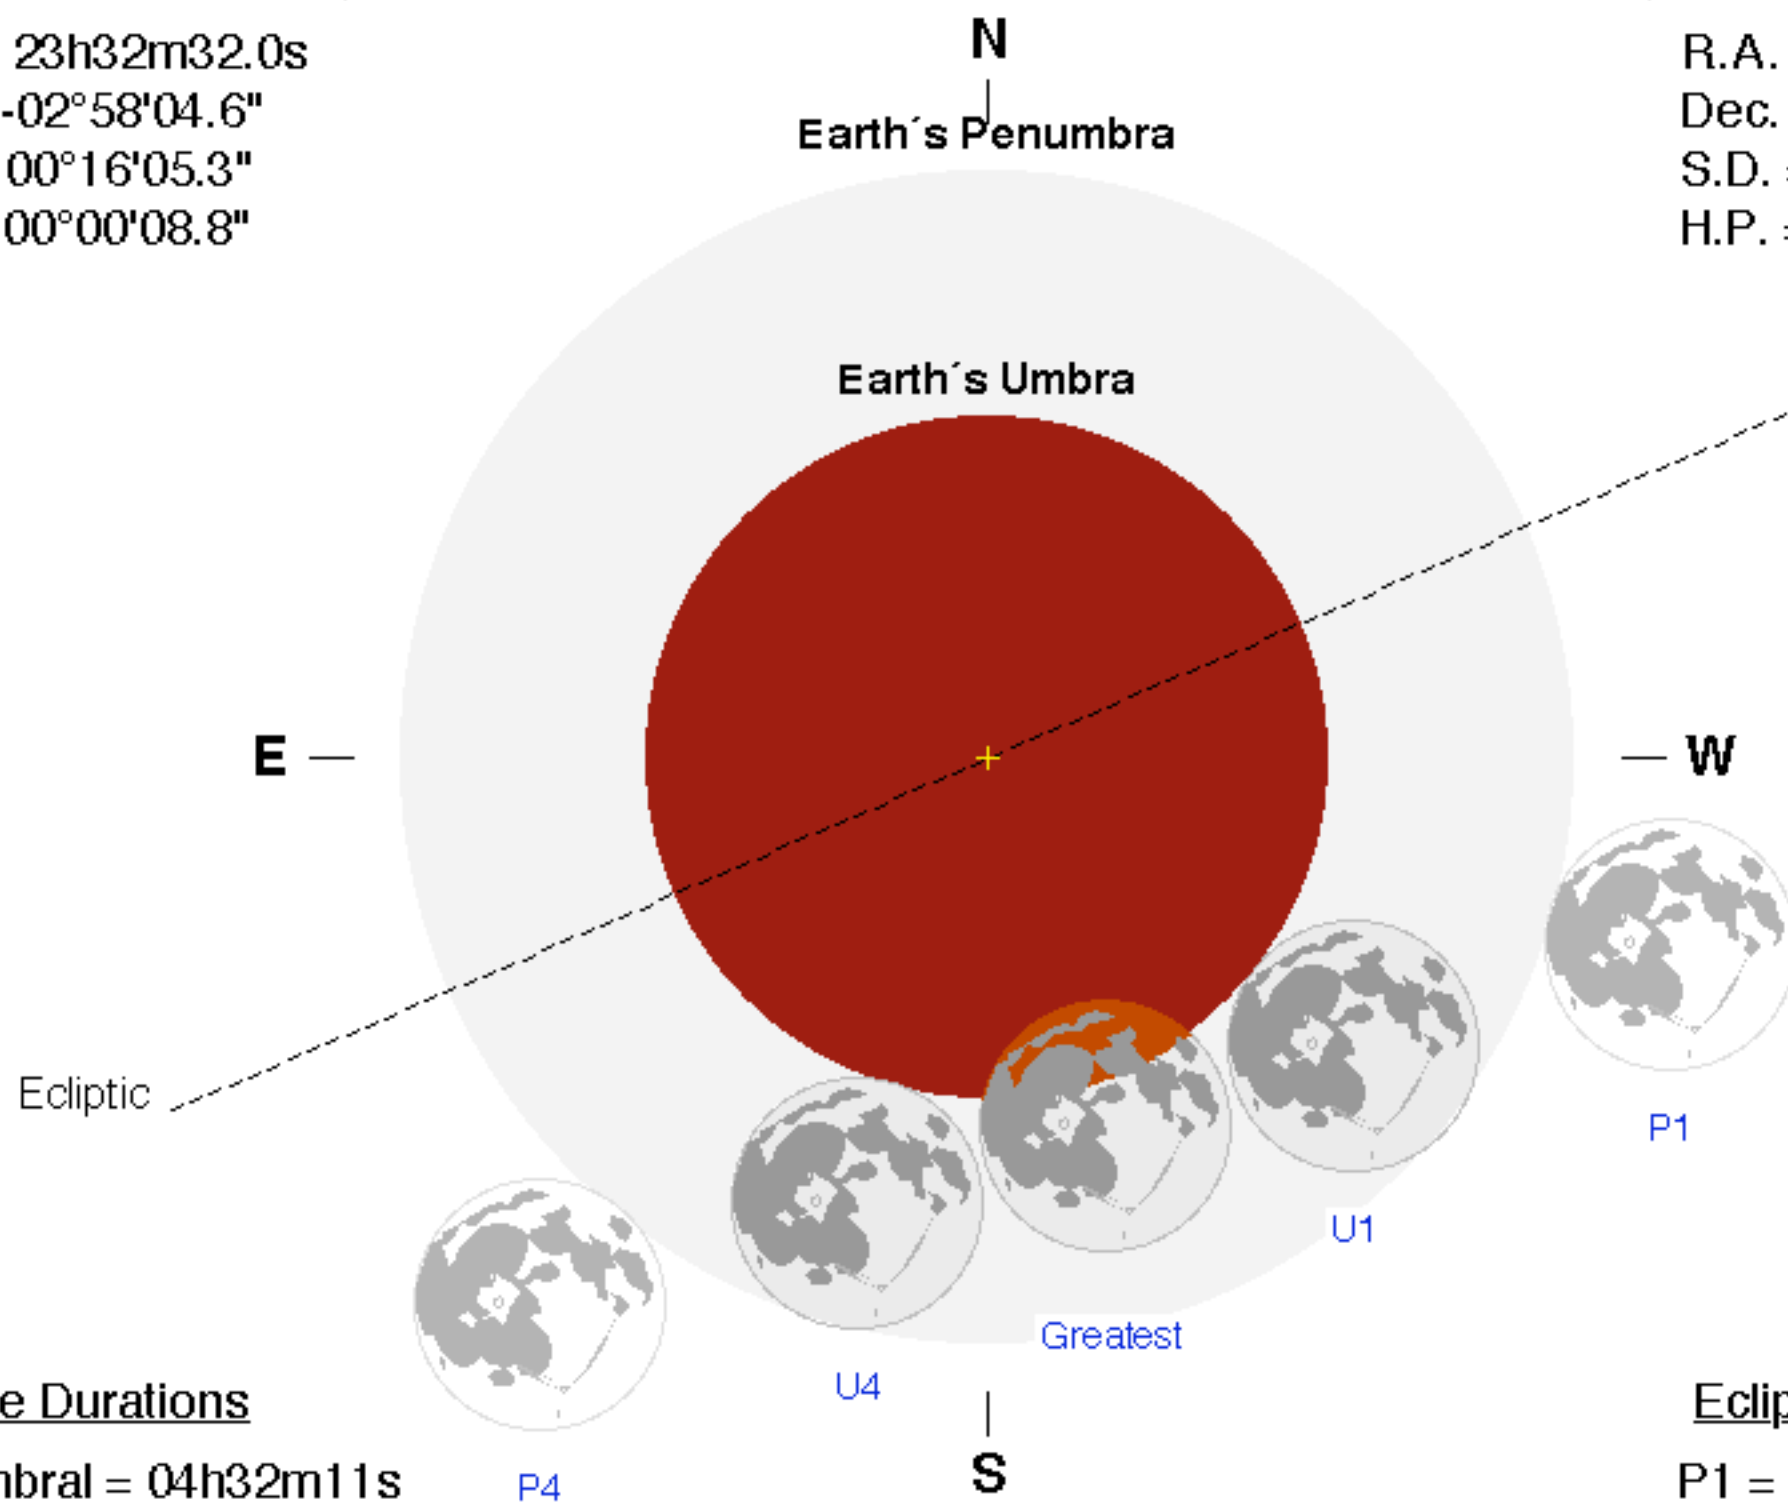 23h32m32.0s
-02°58'04.6"
00°16'05.3"
00°00'08.8"
N
Earth´s Penumbra
R.A.
Dec.
S.D. =
H.P. =
Earth´s Umbra
E
W
Ecliptic
P1
U1
Greatest
U4
P4
S
e Durations
nbral = 04h32m11s
Eclip
P1 =